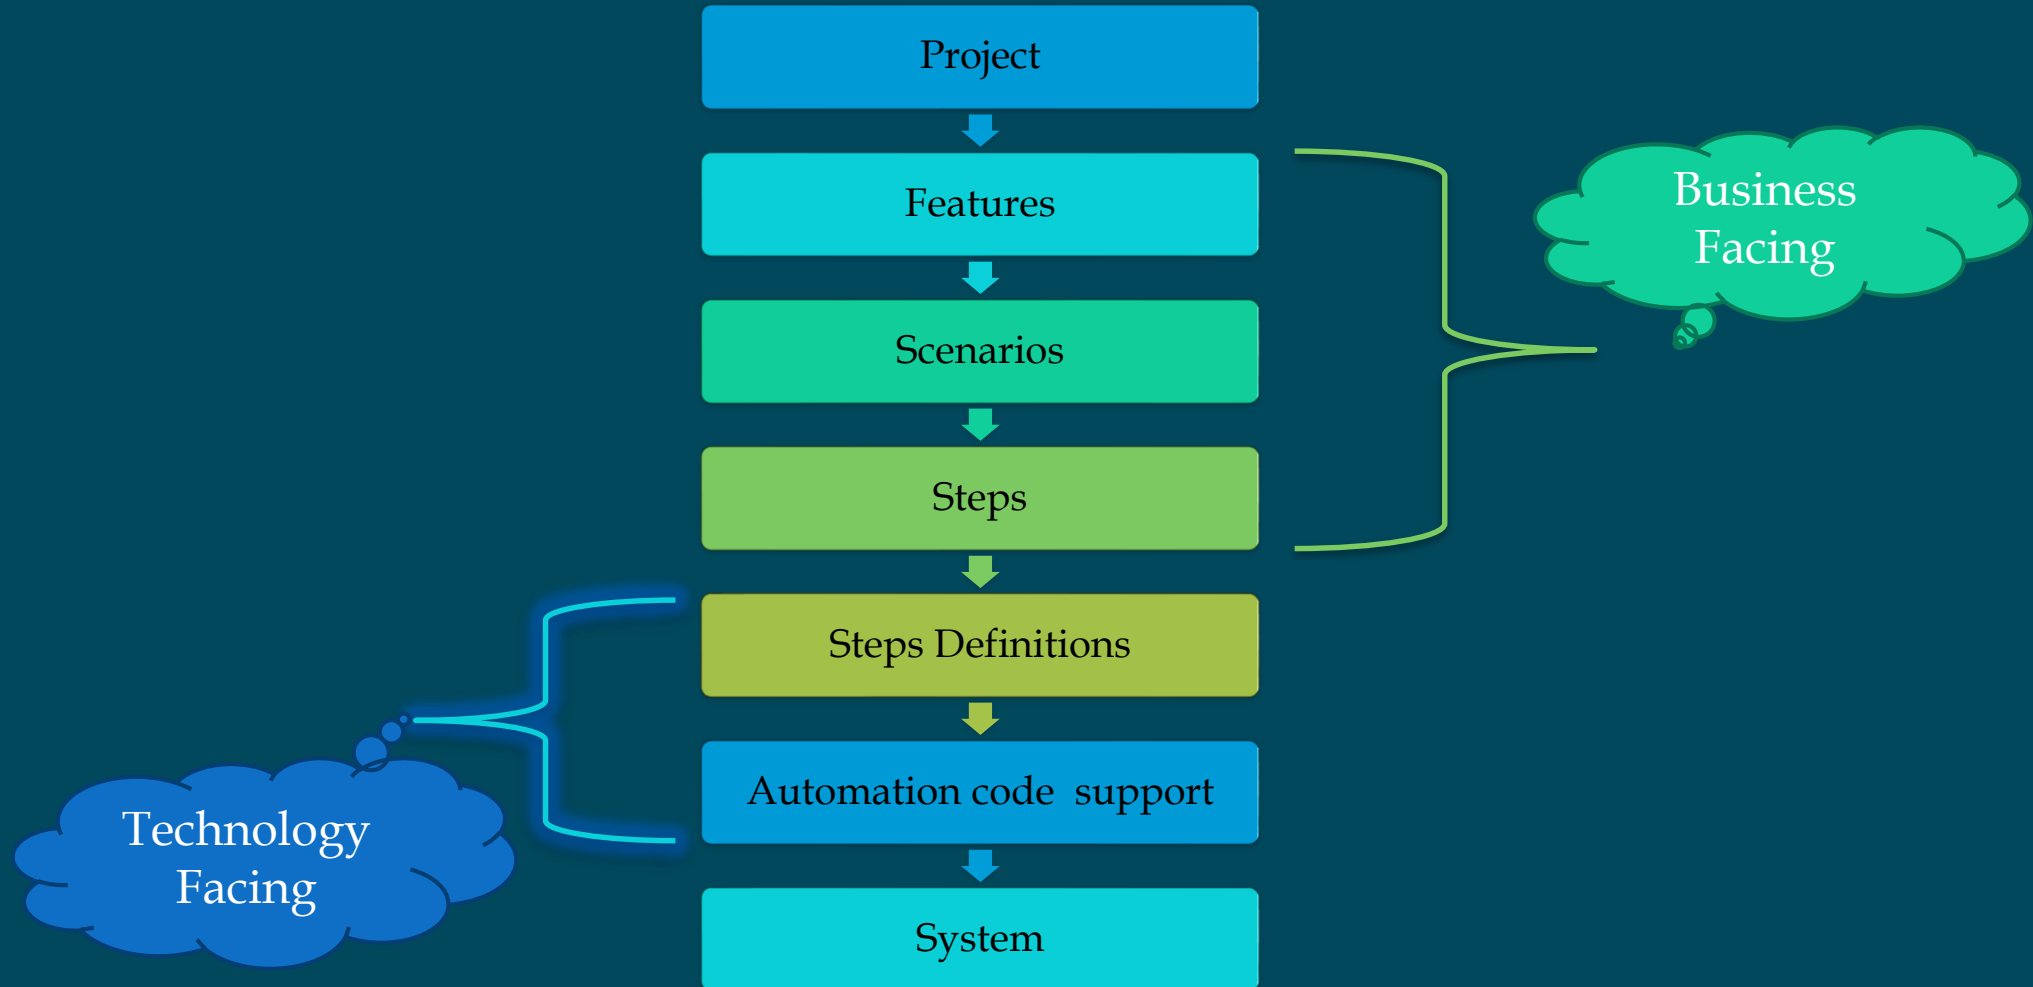 Project
Features
Business
Facing
Scenarios
Steps
Steps Definitions
Automation code  support
Technology
Facing
System